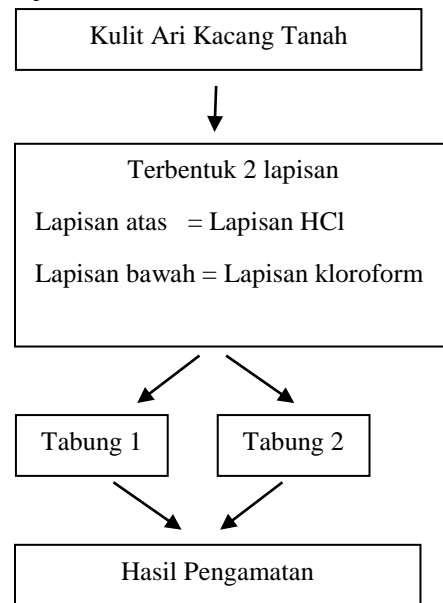 Kulit Ari Kacang Tanah
Terbentuk 2 lapisan
Lapisan atas = Lapisan HCl
Lapisan bawah = Lapisan kloroform
Tabung 1
Tabung 2
Hasil Pengamatan